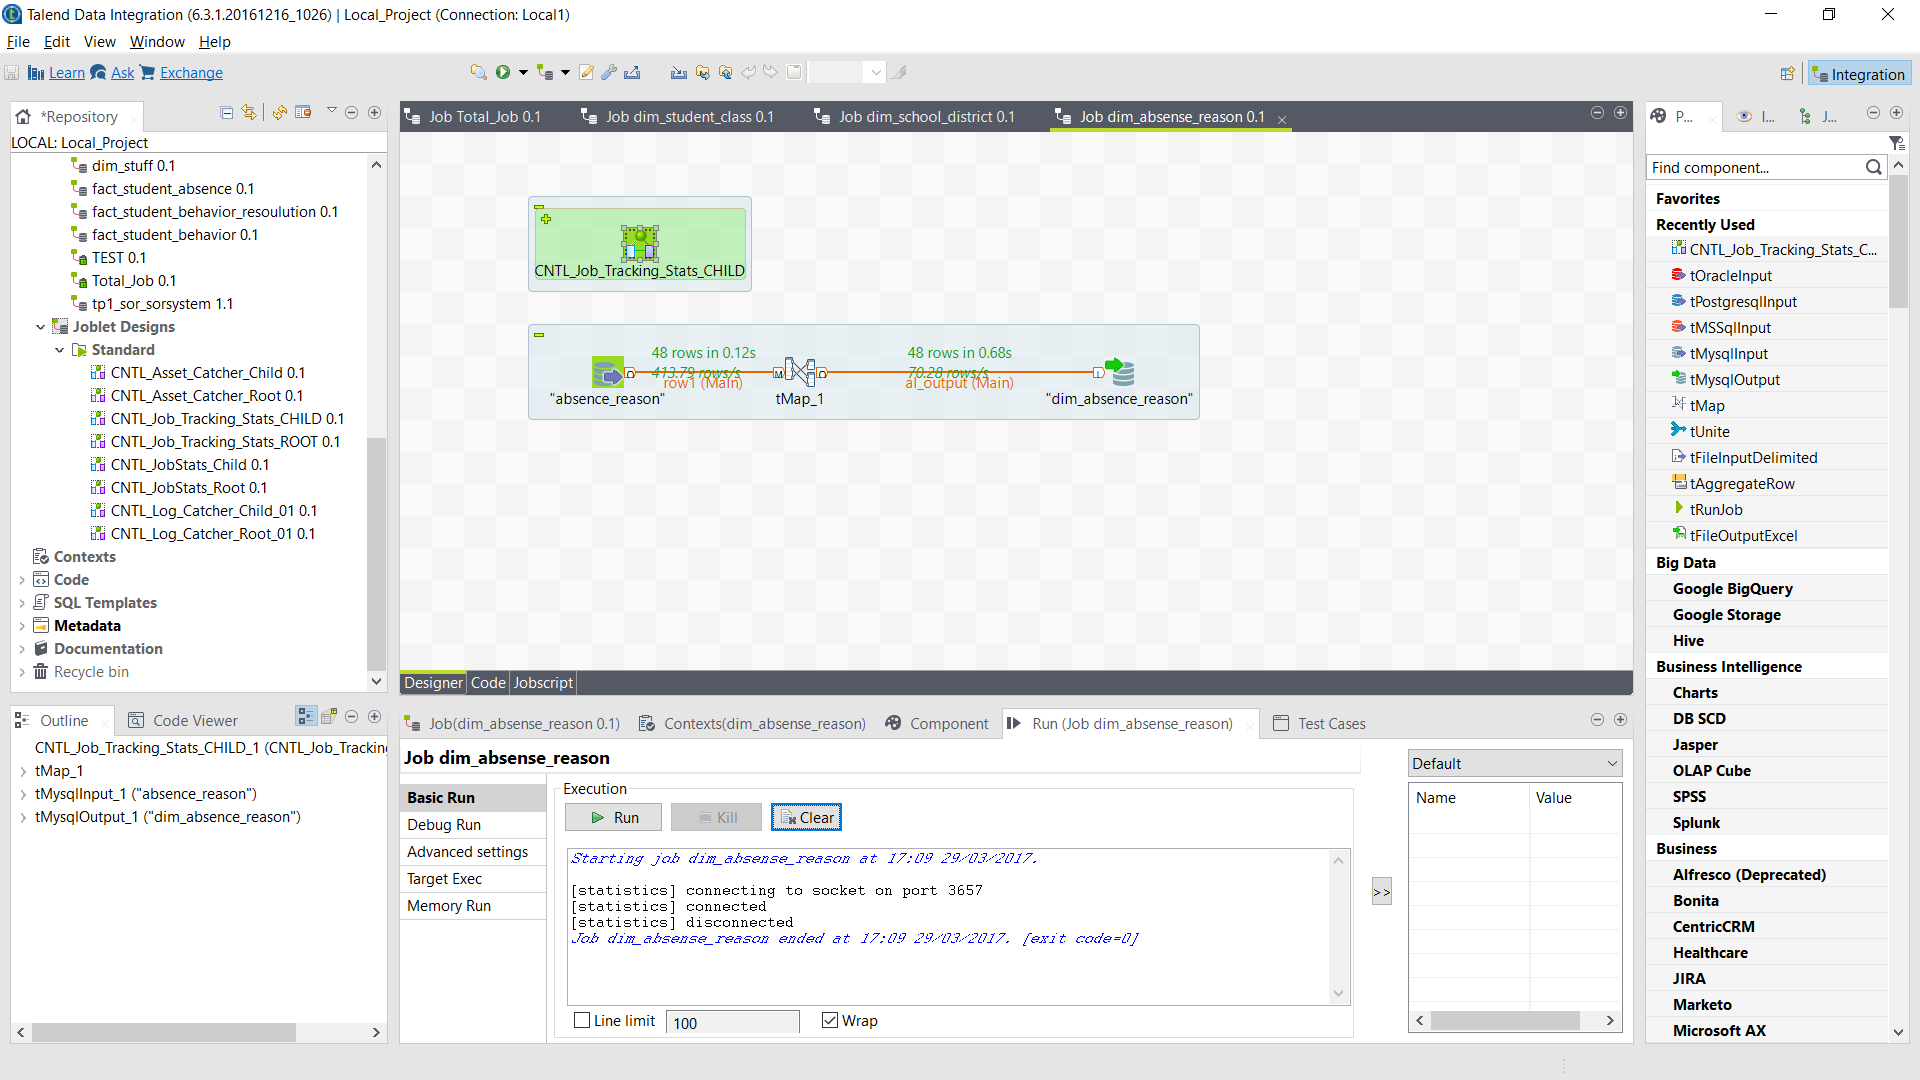 Talend Data Integration (6.3.1.20161216_1026) | Local_Project (Connection: Local1)
File Edit View Window Help
Learn Ask Exchange
Integration
*Repository
LOCAL: Local_Project
dim_stuff 0.1
fact_student_absence 0.1
fact_student_behavior_resoulution 0.1
fact_student_behavior 0.1
TEST 0.1
Total_Job 0.1
tp1_sor_sorsystem 1.1
Joblet Designs
Standard
CNTL_Asset_Catcher_Child 0.1
CNTL_Asset_Catcher_Root 0.1
CNTL_Job_Tracking_Stats_CHILD 0.1
CNTL_Job_Tracking_Stats_ROOT 0.1
CNTL_JobStats_Child 0.1
CNTL_JobStats_Root 0.1
CNTL_Log_Catcher_Child_01 0.1
CNTL_Log_Catcher_Root_01 0.1
Contexts
Code
SQL Templates
Metadata
Documentation
Recycle bin
Outline Code Viewer
CNTL_Job_Tracking_Stats_CHILD_1 (CNTL_Job_Tracking
tMap_1
tMysqlInput_1 ("absence_reason")
tMysqlOutput_1 ("dim_absence_reason")
Job Total_Job 0.1 Job dim_student_class 0.1 Job dim_school_district 0.1 Job dim_absense_reason 0.1
CNTL_Job_Tracking_Stats_CHILD
48 rows in 0.12s 48 rows in 0.68s
413.79 rows/s 70.28 rows/s
row1 (Main) al_output (Main)
"absence_reason" tMap_1 "dim_absence_reason"
Designer Code Jobscript
Job(dim_absense_reason 0.1) Contexts(dim_absense_reason) Component Run (Job dim_absense_reason) Test Cases
Job dim_absense_reason
Basic Run
Debug Run
Advanced settings
Target Exec
Memory Run
Execution
Run Kill Clear
Starting job dim_absense_reason at 17:09 29/03/2017.
[statistics] connecting to socket on port 3657
[statistics] connected
[statistics] disconnected
Job dim_absense_reason ended at 17:09 29/03/2017. [exit code=0]
Line limit 100 Wrap
>>
Default
Name Value
P... I... J...
Find component...
Favorites
Recently Used
CNTL_Job_Tracking_Stats_C...
tOracleInput
tPostgresqlInput
tMSSqlInput
tMysqlInput
tMysqlOutput
tMap
tUnite
tFileInputDelimited
tAggregateRow
tRunJob
tFileOutputExcel
Big Data
Google BigQuery
Google Storage
Hive
Business Intelligence
Charts
DB SCD
Jasper
OLAP Cube
SPSS
Splunk
Business
Alfresco (Deprecated)
Bonita
CentricCRM
Healthcare
JIRA
Marketo
Microsoft AX